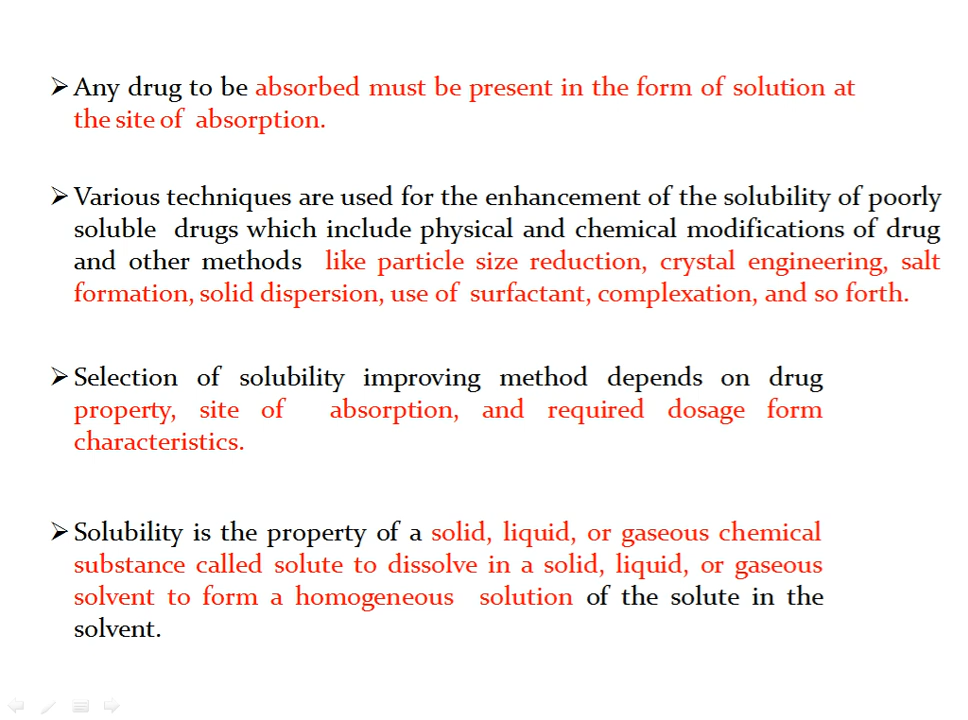 ➢ Any drug to be absorbed must be present in the form of solution at
the site of absorption.
➢ Various techniques are used for the enhancement of the solubility of poorly
soluble drugs which include physical and chemical modifications of drug
and other methods like particle size reduction, crystal engineering, salt
formation, solid dispersion, use of surfactant, complexation, and so forth.
➢ Selection of solubility improving method depends on drug
property, site of absorption, and required dosage form
characteristics.
➢ Solubility is the property of a solid, liquid, or gaseous chemical
substance called solute to dissolve in a solid, liquid, or gaseous
solvent to form a homogeneous solution of the solute in the
solvent.